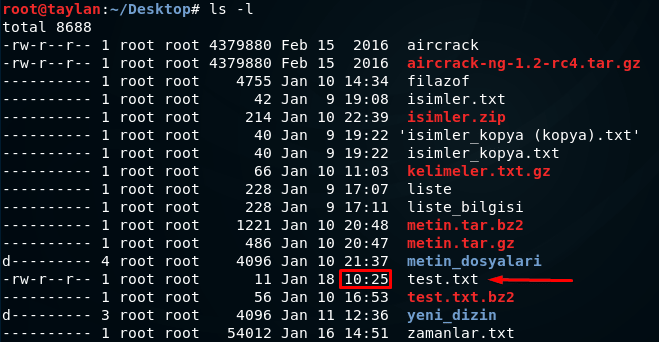 root@taylan:~/Desktop# ls -l
total 8688
-rw-r--r-- 1 root root 4379880 Feb 15  2016 aircrack
-rw-r--r-- 1 root root 4379880 Feb 15  2016 aircrack-ng-1.2-rc4.tar.gz
---------- 1 root root    4755 Jan 10 14:34 filazof
---------- 1 root root      42 Jan  9 19:08 isimler.txt
---------- 1 root root     214 Jan 10 22:39 isimler.zip
---------- 1 root root      40 Jan  9 19:22 'isimler_kopya (kopya).txt'
---------- 1 root root      40 Jan  9 19:22 isimler_kopya.txt
---------- 1 root root      66 Jan 10 11:03 kelimeler.txt.gz
---------- 1 root root     228 Jan  9 17:07 liste
---------- 1 root root     228 Jan  9 17:11 liste_bilgisi
---------- 1 root root    1221 Jan 10 20:48 metin.tar.bz2
---------- 1 root root     486 Jan 10 20:47 metin.tar.gz
d--------- 4 root root    4096 Jan 10 21:37 metin_dosyalari
-rw-r--r-- 1 root root      11 Jan 18 10:25 test.txt
---------- 1 root root      56 Jan 10 16:53 test.txt.bz2
d--------- 3 root root    4096 Jan 11 12:36 yeni_dizin
---------- 1 root root   54012 Jan 16 14:51 zamanlar.txt